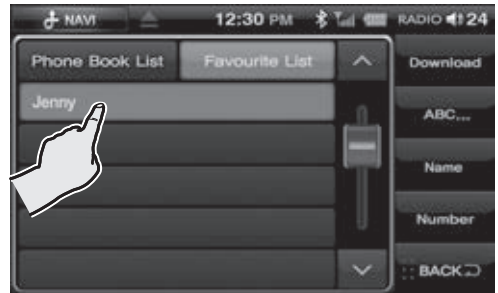 NAVI 12:30 PM RADIO 24
Phone Book List Favourite List Download
Jenny ABC...
Name
Number
BACK